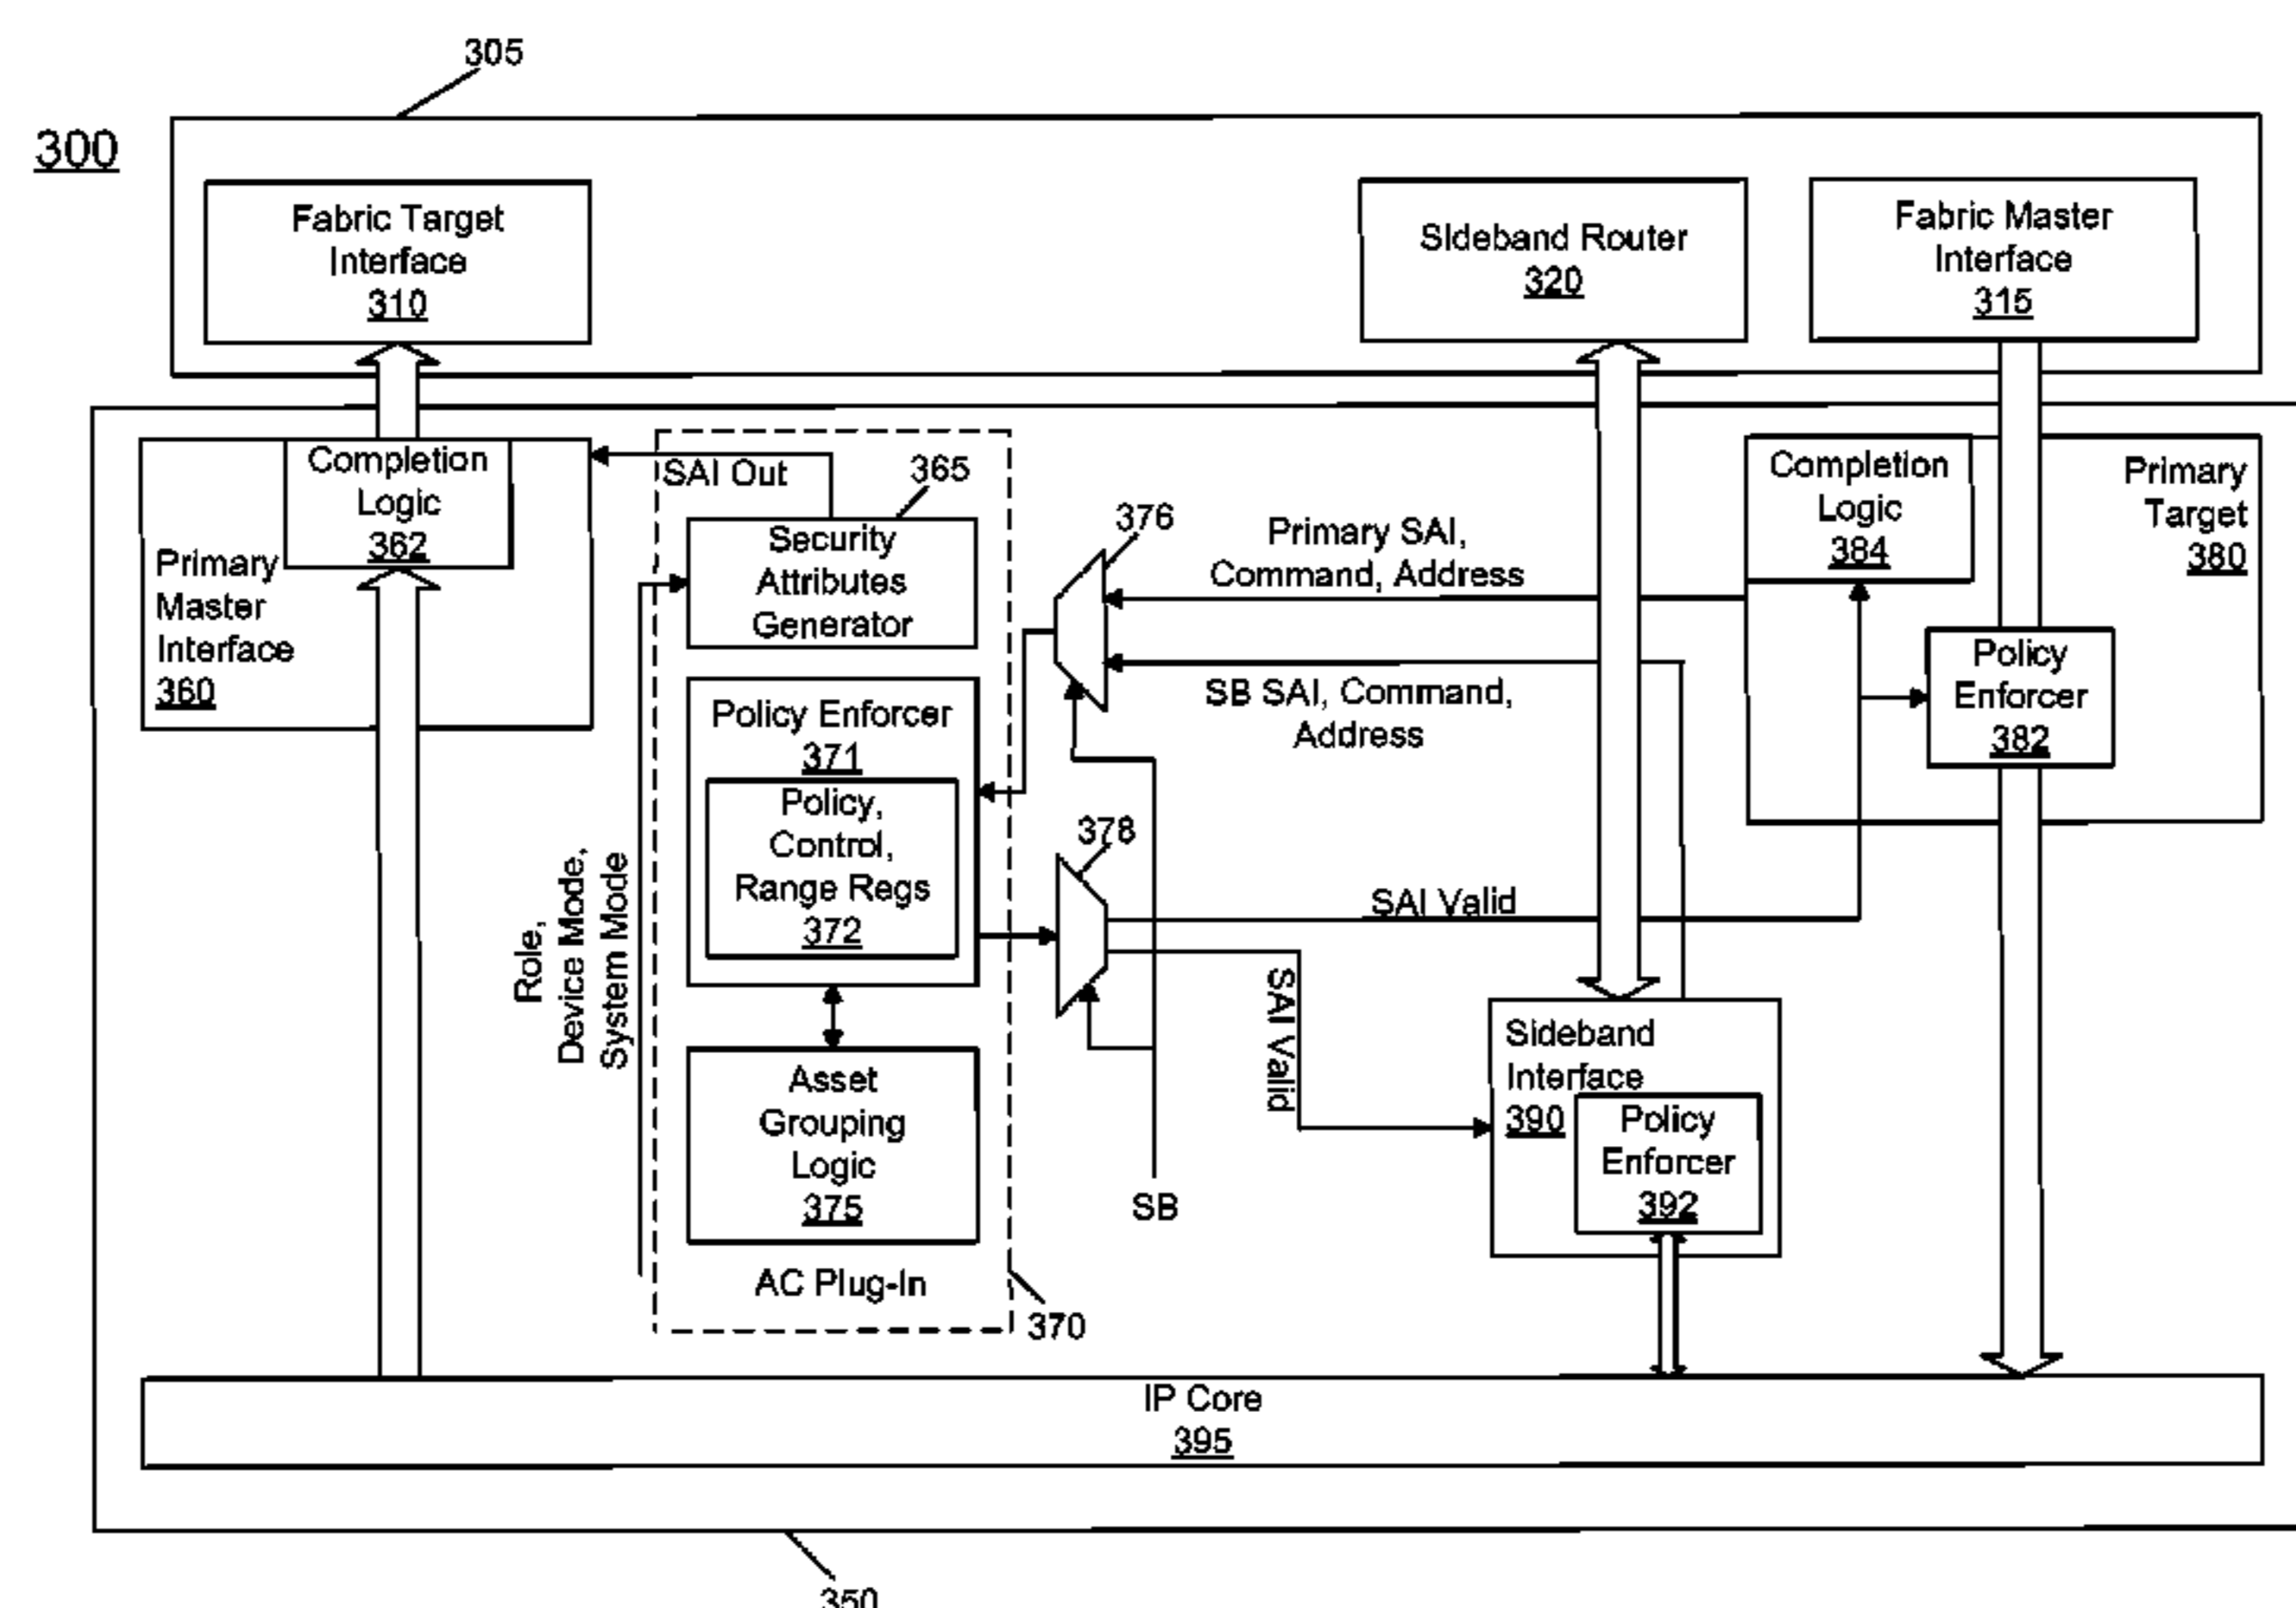 305
300
Fabric Target
Interface
310
SIdeband Router
320
Fabric Master
Interface
315
Completion
Logic
362
Primary
Master
Interface
360
SAI Out
365
Security
Attributes
Generator
376
Primary SAI,
Command, Address
SB SAI, Command,
Address
Completion
Logic
384
Primary
Target
380
Policy
Enforcer
382
Policy Enforcer
371
Policy,
Control,
Range Regs
372
378
SAI Valid
SAI Valid
Role,
Device Mode,
System Mode
Asset
Grouping
Logic
375
AC Plug-In
370
SB
Sideband
Interface
390
Policy
Enforcer
392
IP Core
395
350